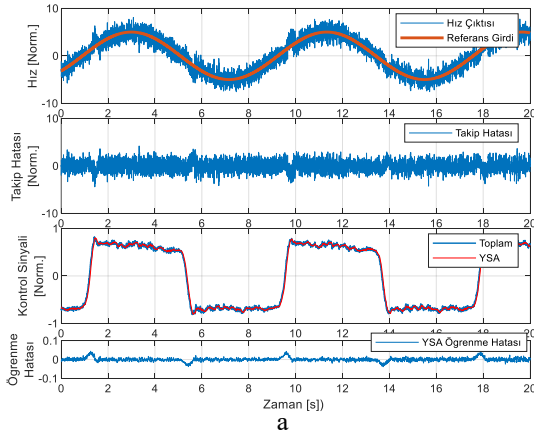 10
0
-10
Hız [Norm.]
Hız Çıktısı
Referans Girdi
0 2 4 6 8 10 12 14 16 18 20
10
0
-10
Takip Hatası
[Norm.]
Takip Hatası
0 2 4 6 8 10 12 14 16 18 20
1
0
-1
Kontrol Sinyali
[Norm.]
Toplam
YSA
0 2 4 6 8 10 12 14 16 18 20
0.1
0
-0.1
Ögrenme
Hatası
YSA Ögrenme Hatası
0 2 4 6 8 10 12 14 16 18 20
Zaman [s])
a